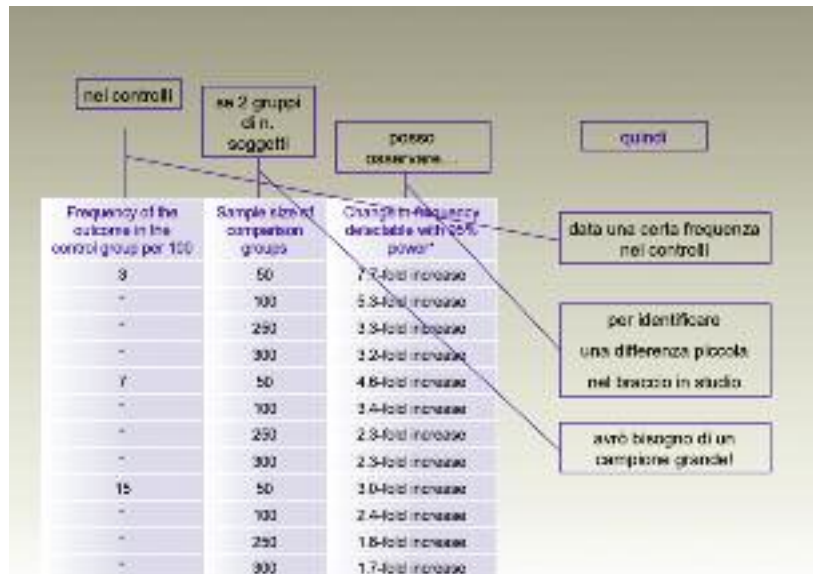 nei controlli
se 2 gruppi
di n.
soggetti
posso
osservare...
quindi
Frequency of the
outcome in the
control group per 100
Sample size of
comparison
groups
Change in frequency
detectable with 95%
power*
3 50 7.7-fold increase
" 100 5.3-fold increase
" 250 3.3-fold increase
" 300 3.2-fold increase
7 50 4.6-fold increase
" 100 3.4-fold increase
" 250 2.3-fold increase
" 300 2.3-fold increase
15 50 3.0-fold increase
" 100 2.4-fold increase
" 250 1.8-fold increase
" 300 1.7-fold increase
data una certa frequenza
nei controlli
per identificare
una differenza piccola
nel braccio in studio
avrò bisogno di un
campione grande!